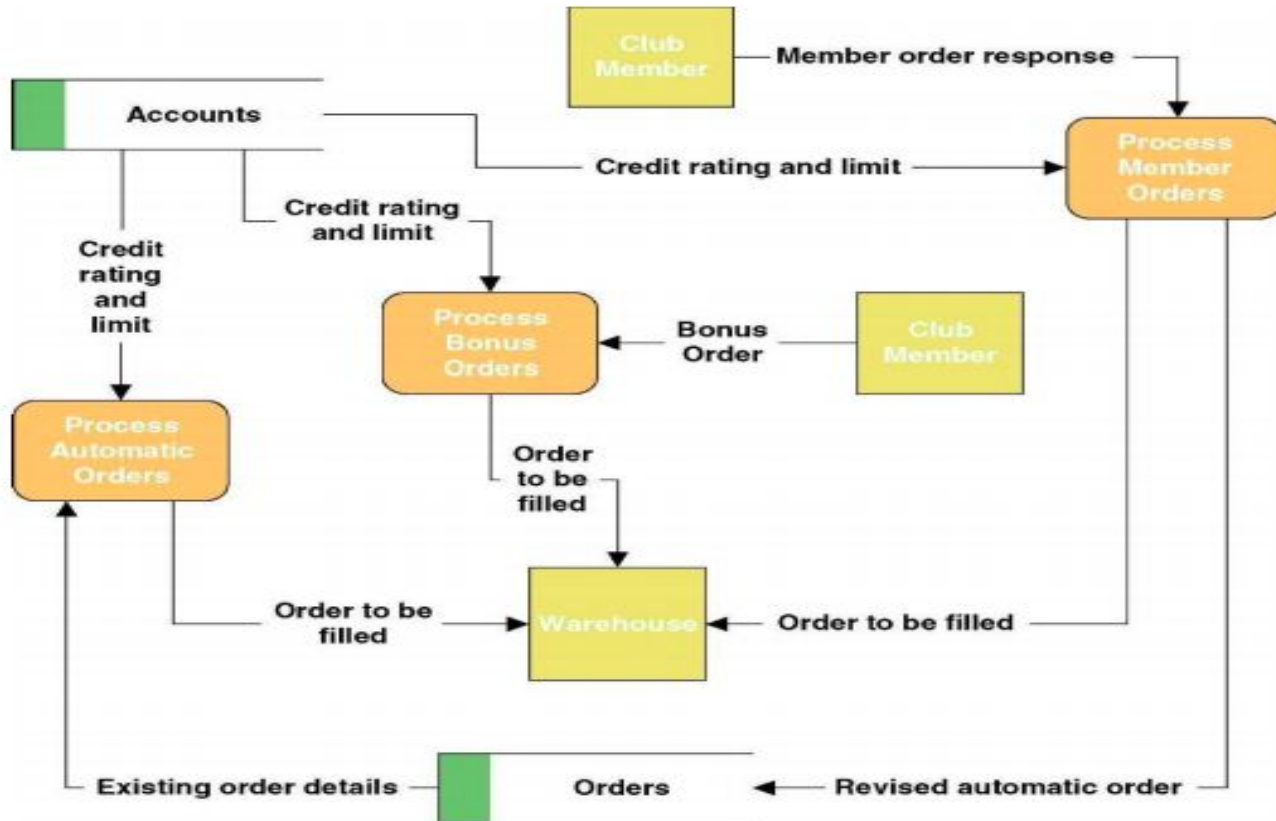 Club
Member
Member order response
Accounts
Process
Member
Orders
Credit rating and limit
Credit rating
and limit
Credit
rating
and
limit
Process
Bonus
Orders
Bonus
Order
Club
Member
Process
Automatic
Orders
Order
to be
filled
Order to be
filled
Warehouse
Order to be filled
Existing order details
Orders
Revised automatic order